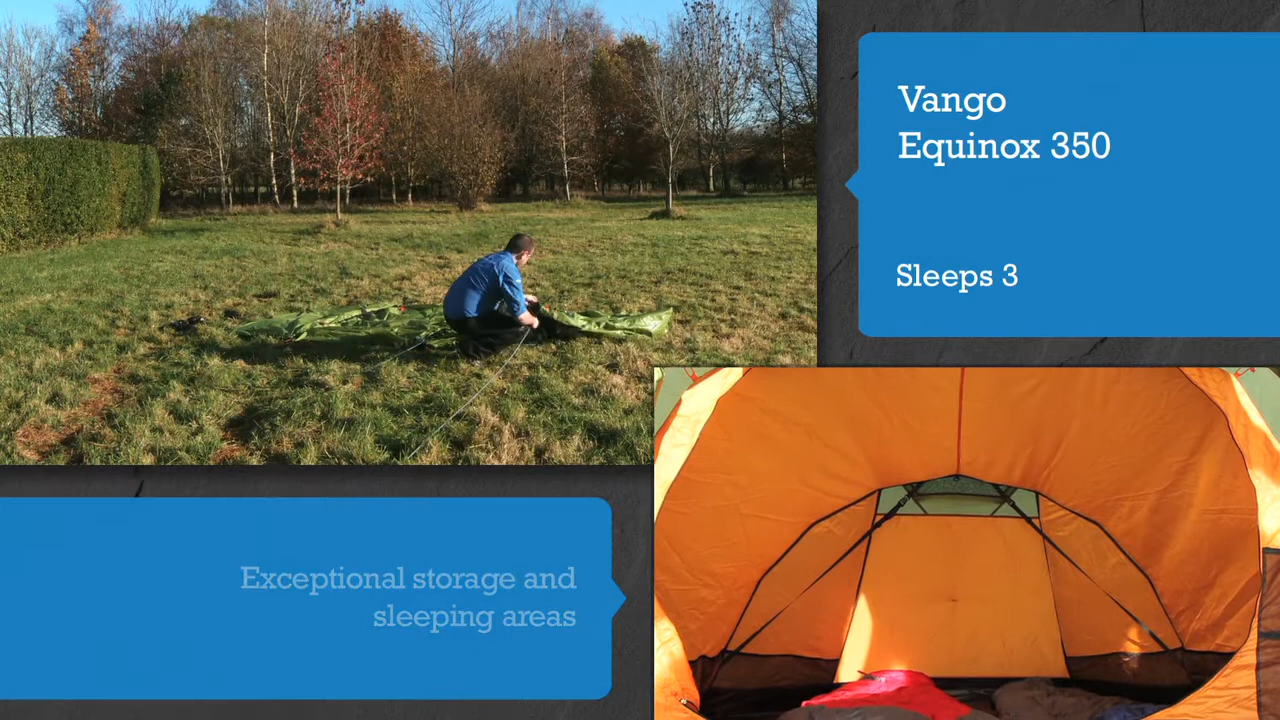 Vango
Equinox 350
Sleeps 3
Exceptional storage and
sleeping areas